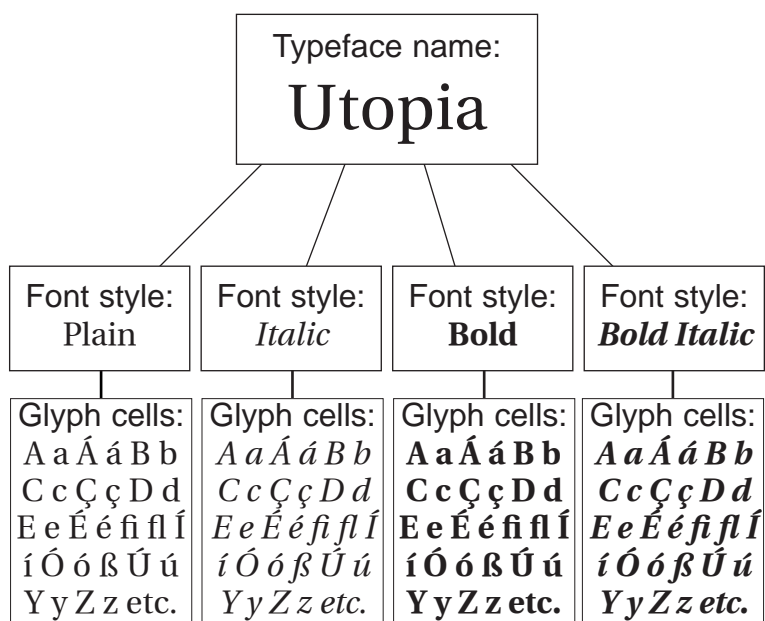 Typeface name:
Utopia
Font style:
Plain
Font style:
Italic
Font style:
Bold
Font style:
Bold Italic
Glyph cells:
A a Á á B b
C c Ç ç D d
E e É é fi fl Í
í Ó ó ß Ú ú
Y y Z z etc.
Glyph cells:
A a Á á B b
C c Ç ç D d
E e É é fi fl Í
í Ó ó ß Ú ú
Y y Z z etc.
Glyph cells:
A a Á á B b
C c Ç ç D d
E e É é fi fl Í
í Ó ó ß Ú ú
Y y Z z etc.
Glyph cells:
A a Á á B b
C c Ç ç D d
E e É é fi fl Í
í Ó ó ß Ú ú
Y y Z z etc.